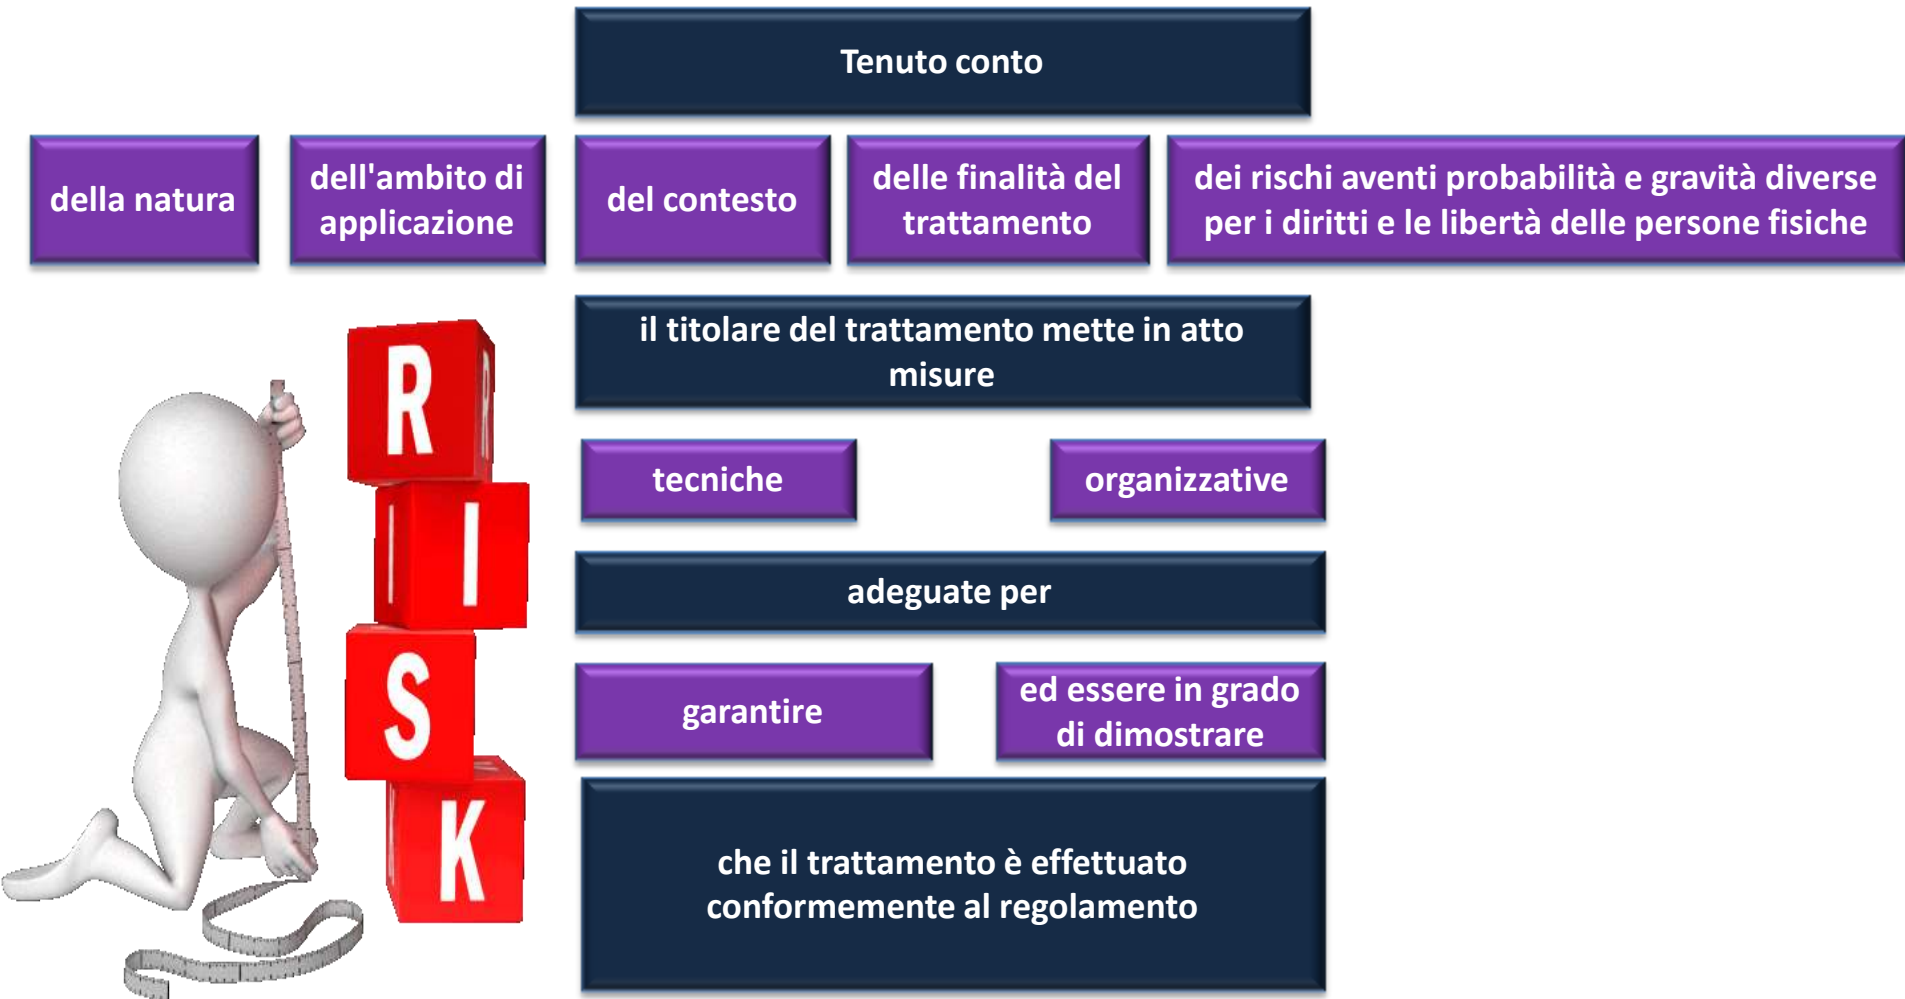 Tenuto conto
della natura
dell'ambito di
applicazione
del contesto
delle finalità del
trattamento
dei rischi aventi probabilità e gravità diverse
per i diritti e le libertà delle persone fisiche
il titolare del trattamento mette in atto
misure
tecniche
organizzative
adeguate per
garantire
ed essere in grado
di dimostrare
che il trattamento è effettuato
conformemente al regolamento
R
R
I
I
S
K
K